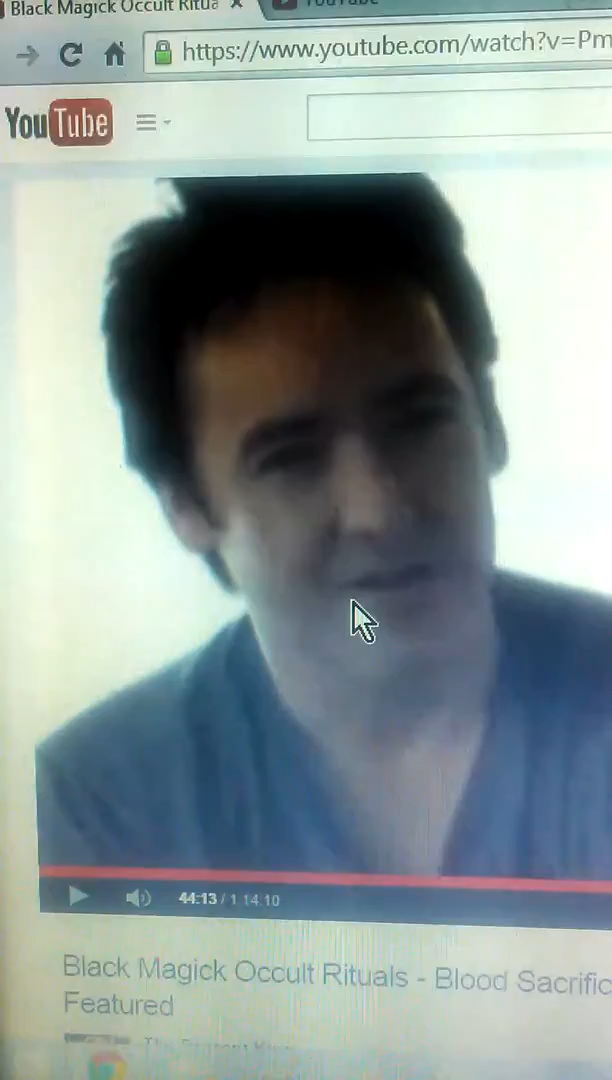 Black Magick Occult Ritua
YouTube
https://www.youtube.com/watch?v=Pm
YouTube
44:13 / 1 14:10
Black Magick Occult Rituals - Blood Sacrific
Featured